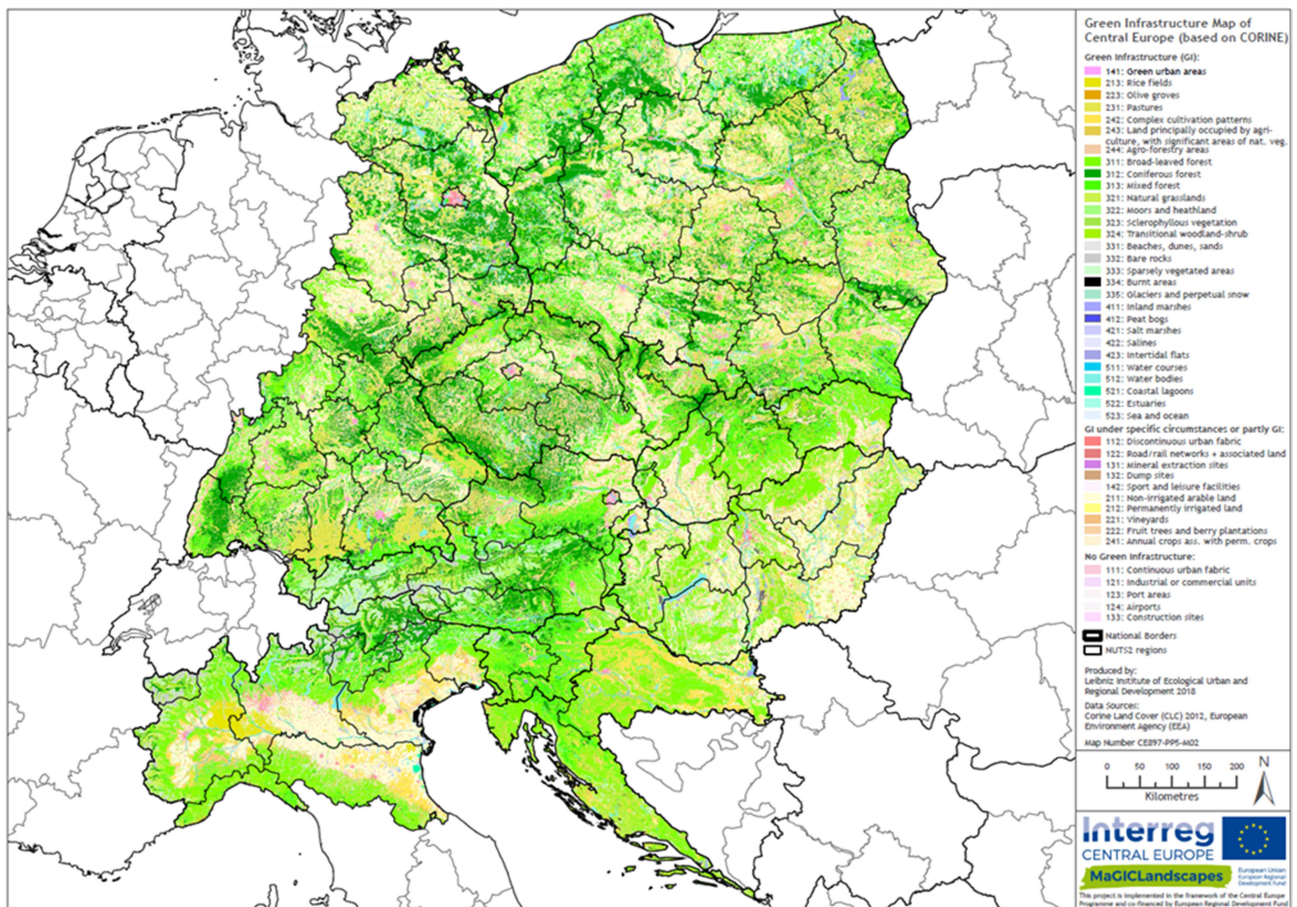 Green Infrastructure Map of
Central Europe (based on CORINE)
Green Infrastructure (GI):
141: Green urban areas
213: Rice fields
223: Olive groves
231: Pastures
242: Complex cultivation patterns
243: Land principally occupied by agri-
culture, with significant areas of nat. veg.
244: Agro-forestry areas
311: Broad-leaved forest
312: Coniferous forest
313: Mixed forest
321: Natural grasslands
322: Moors and heathland
323: Sclerophyllous vegetation
324: Transitional woodland-shrub
331: Beaches, dunes, sands
332: Bare rocks
333: Sparsely vegetated areas
334: Burnt areas
335: Glaciers and perpetual snow
411: Inland marshes
412: Peat bogs
421: Salt marshes
422: Salines
423: Intertidal flats
511: Water courses
512: Water bodies
521: Coastal lagoons
522: Estuaries
523: Sea and ocean
GI under specific circumstances or partly GI:
112: Discontinuous urban fabric
122: Road/rail networks + associated land
131: Mineral extraction sites
132: Dump sites
142: Sport and leisure facilities
211: Non-irrigated arable land
212: Permanently irrigated land
221: Vineyards
222: Fruit trees and berry plantations
241: Annual crops ass. with perm. crops
No Green Infrastructure:
111: Continuous urban fabric
121: Industrial or commercial units
123: Port areas
124: Airports
133: Construction sites
National Borders
NUTS2 regions
Produced by:
Leibniz Institute of Ecological Urban and
Regional Development 2018
Data Sources:
Corine Land Cover (CLC) 2012, European
Environment Agency (EEA)
Map Number CE897-PP5-M02
N
0 50 100 150 200
Kilometres
Interreg
CENTRAL EUROPE
MaGICLandscapes
European Union
European Regional
Development Fund
This project is implemented in the framework of the Central Europe
Programme and co-financed by European Regional Development Fund